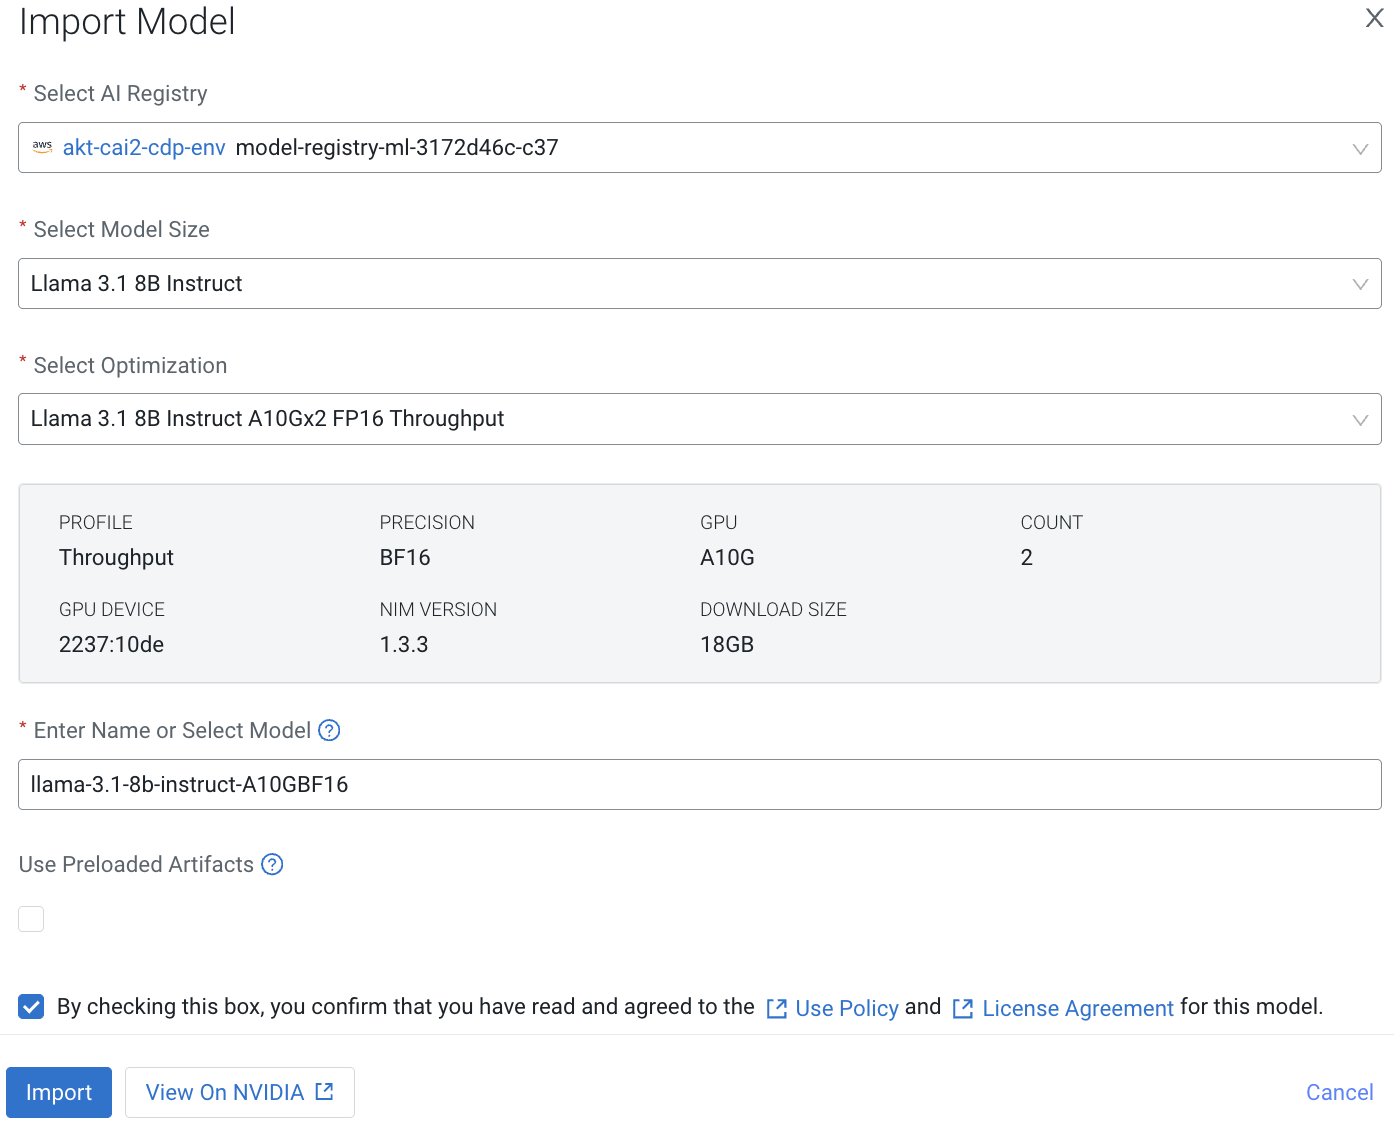 Import Model
X
* Select AI Registry
aws akt-cai2-cdp-env model-registry-ml-3172d46c-c37
* Select Model Size
Llama 3.1 8B Instruct
* Select Optimization
Llama 3.1 8B Instruct A10Gx2 FP16 Throughput
PROFILE PRECISION GPU COUNT
Throughput BF16 A10G 2
GPU DEVICE NIM VERSION DOWNLOAD SIZE
2237:10de 1.3.3 18GB
* Enter Name or Select Model ?
llama-3.1-8b-instruct-A10GBF16
Use Preloaded Artifacts ?
By checking this box, you confirm that you have read and agreed to the Use Policy and License Agreement for this model.
Import View On NVIDIA Cancel